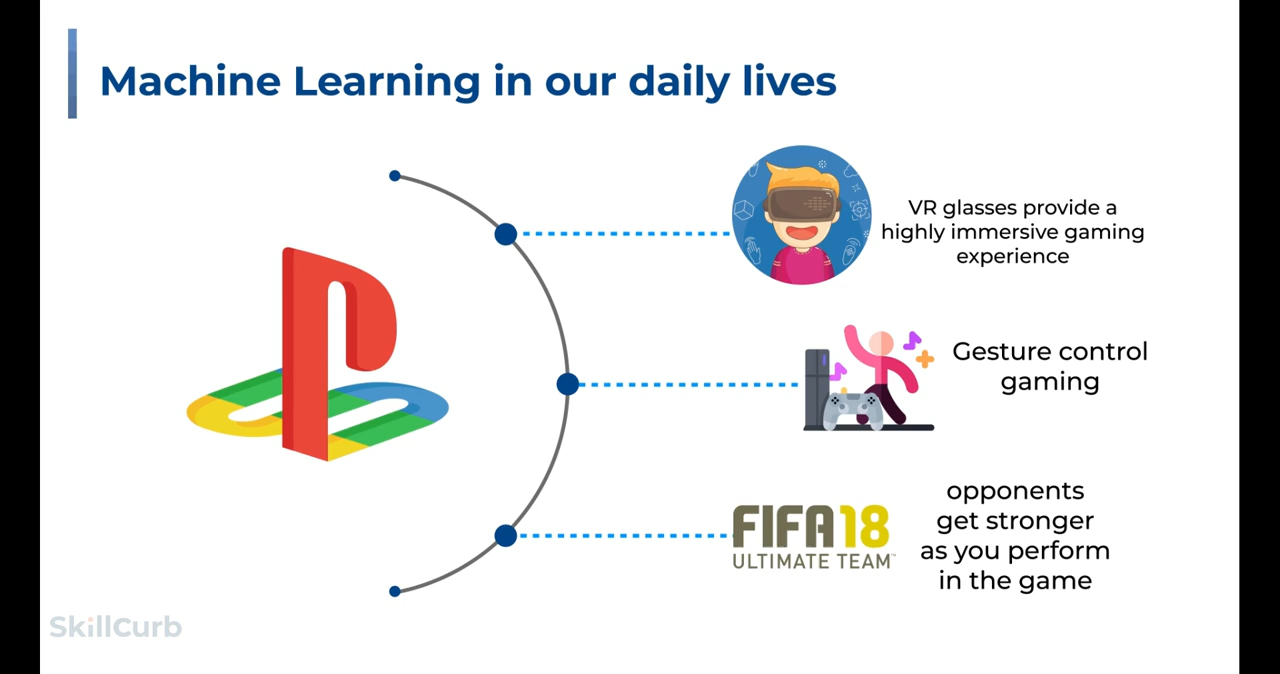 Machine Learning in our daily lives
VR glasses provide a
highly immersive gaming
experience
Gesture control
gaming
FIFA18
ULTIMATE TEAM™
opponents
get stronger
as you perform
in the game
SkillCurb